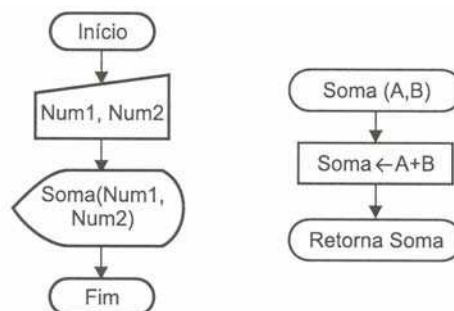 Início
Num1, Num2
Soma(Num1,
Num2)
Fim
Soma (A,B)
Soma←A+B
Retorna Soma